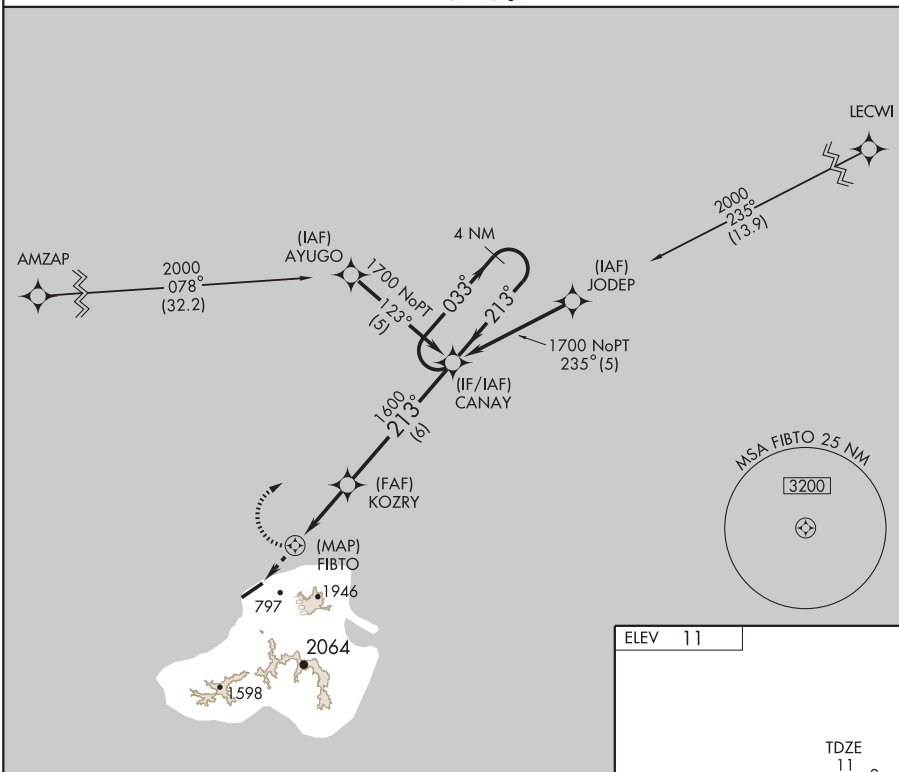 LECWI
2000
235°
(13.9)
4 NM
(IAF)
AYUGO
AMZAP
2000
078°
(32.2)
1700 NoPT
123°
(5)
033°
213°
(IAF)
JODEP
1700 NoPT
235° (5)
(IF/IAF)
CANAY
1600
213°
(6)
MSA FIBTO 25 NM
3200
(FAF)
KOZRY
(MAP)
FIBTO
797
1946
2064
1598
ELEV 11
TDZE
11